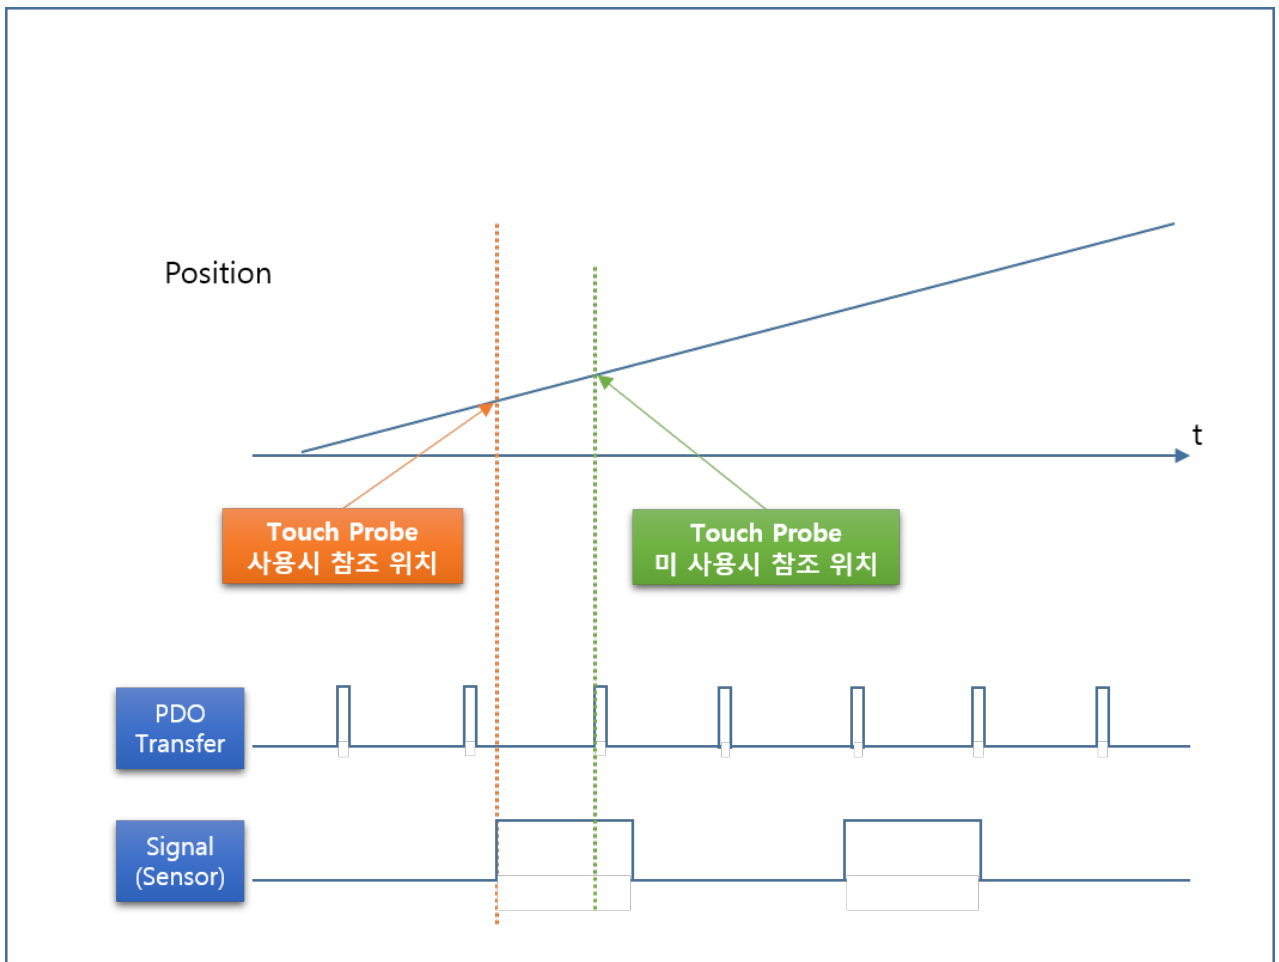 Position
t
Touch Probe
사용시 참조 위치
Touch Probe
미 사용시 참조 위치
PDO
Transfer
Signal
(Sensor)